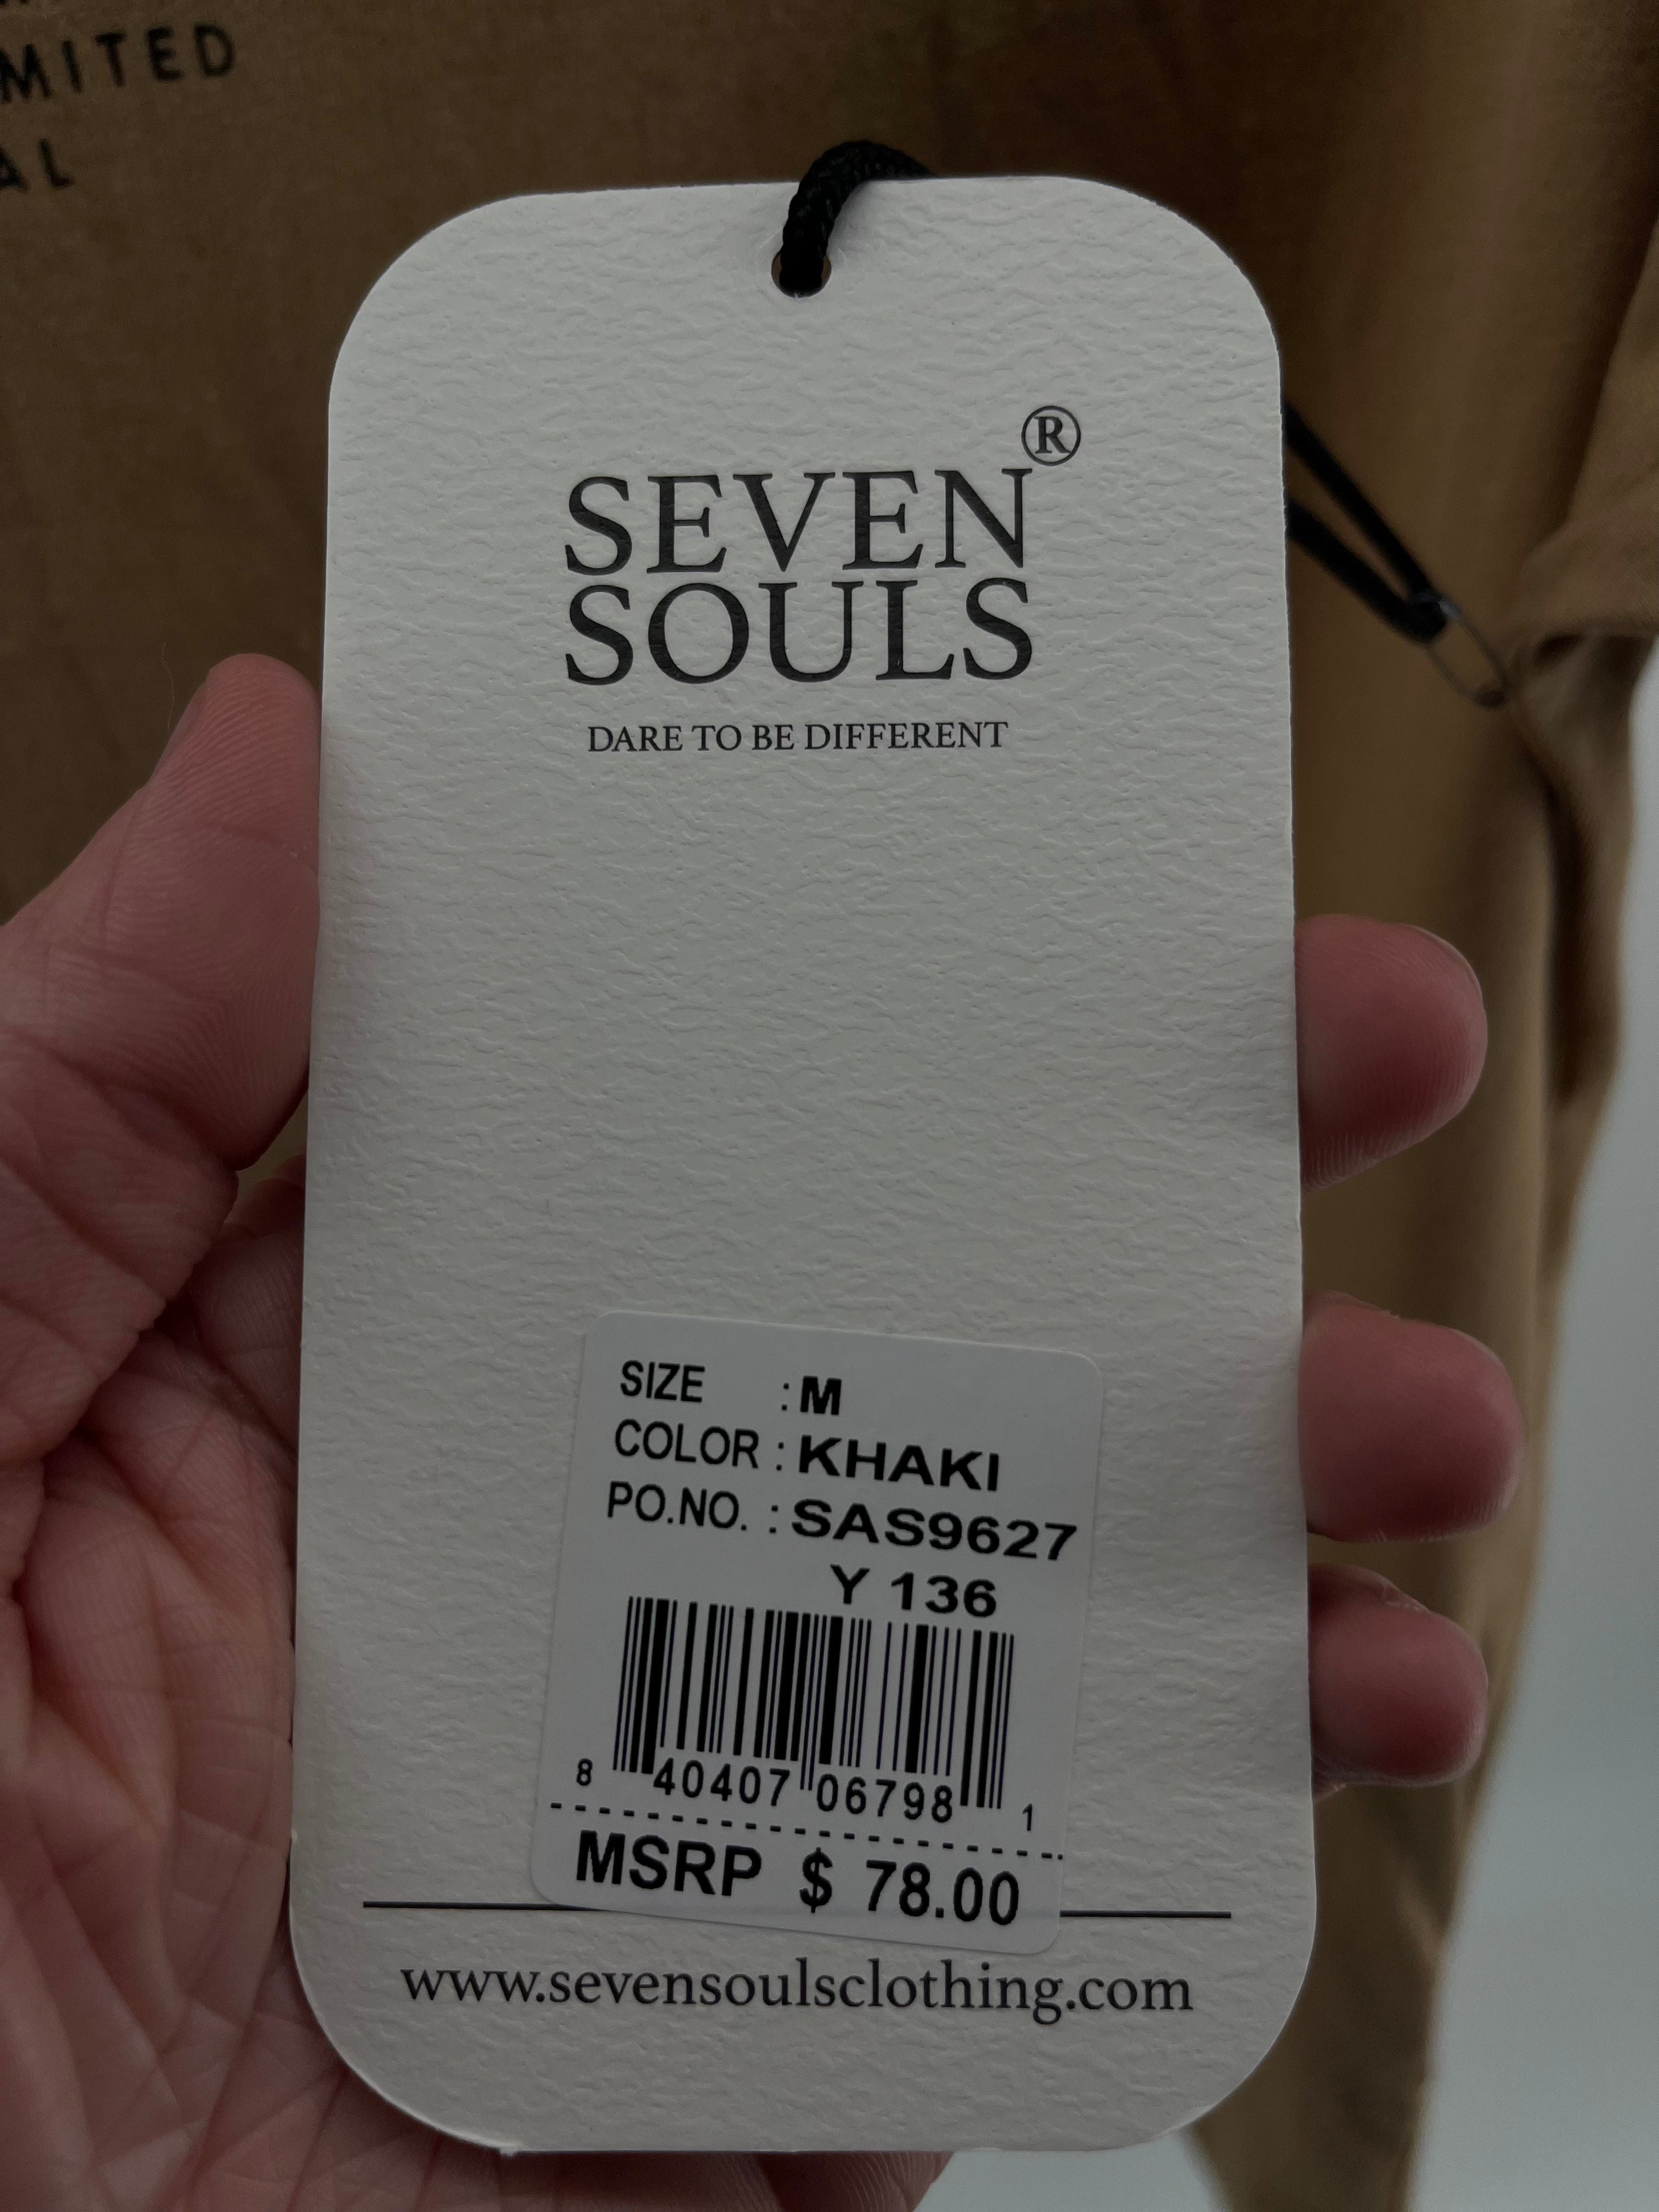 MITED
AL
SEVEN®
SOULS
DARE TO BE DIFFERENT
SIZE : M
COLOR : KHAKI
PO.NO. : SAS9627
Y 136
8 40407 06798 1
MSRP $ 78.00
www.sevensoulsclothing.com